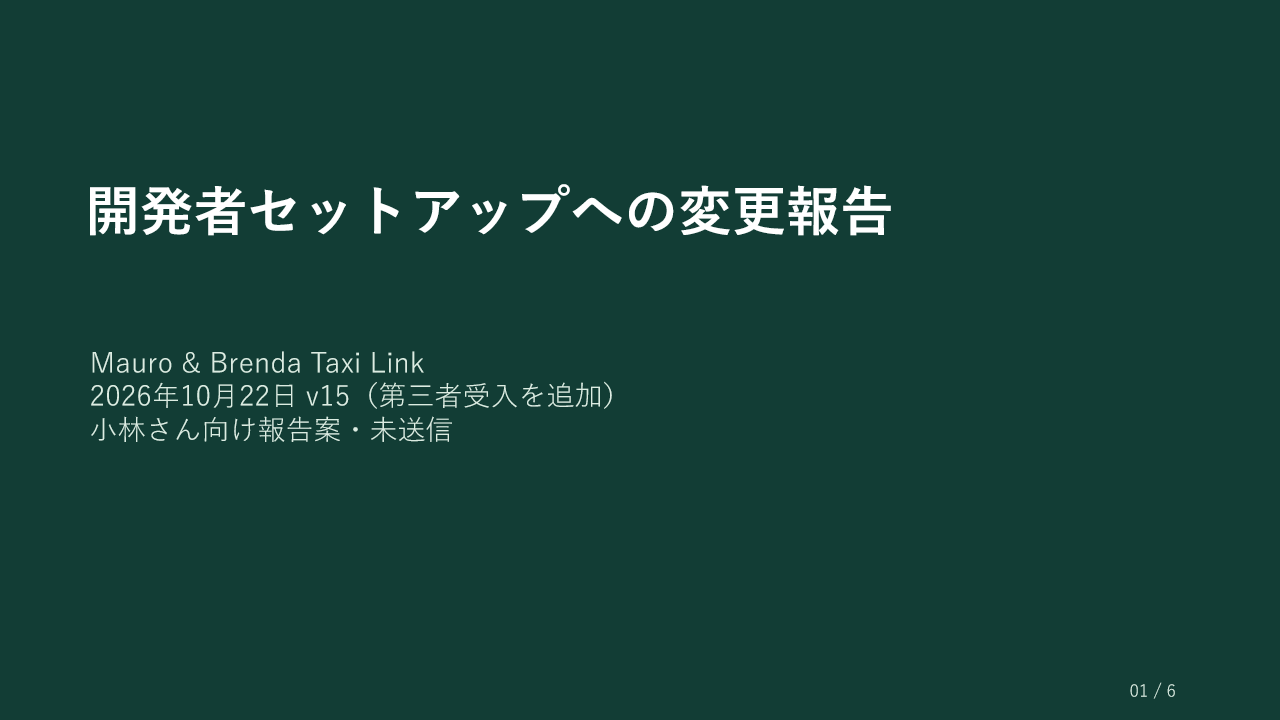 開発者セットアップへの変更報告
Mauro & Brenda Taxi Link
2026年10月22日 v15（第三者受入を追加）
小林さん向け報告案・未送信
01 / 6